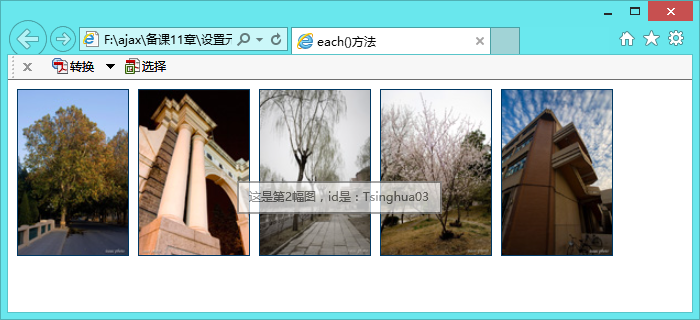 F:\ajax\备课11章\设置元
each()方法
转换 选择
这是第2幅图，id是：Tsinghua03